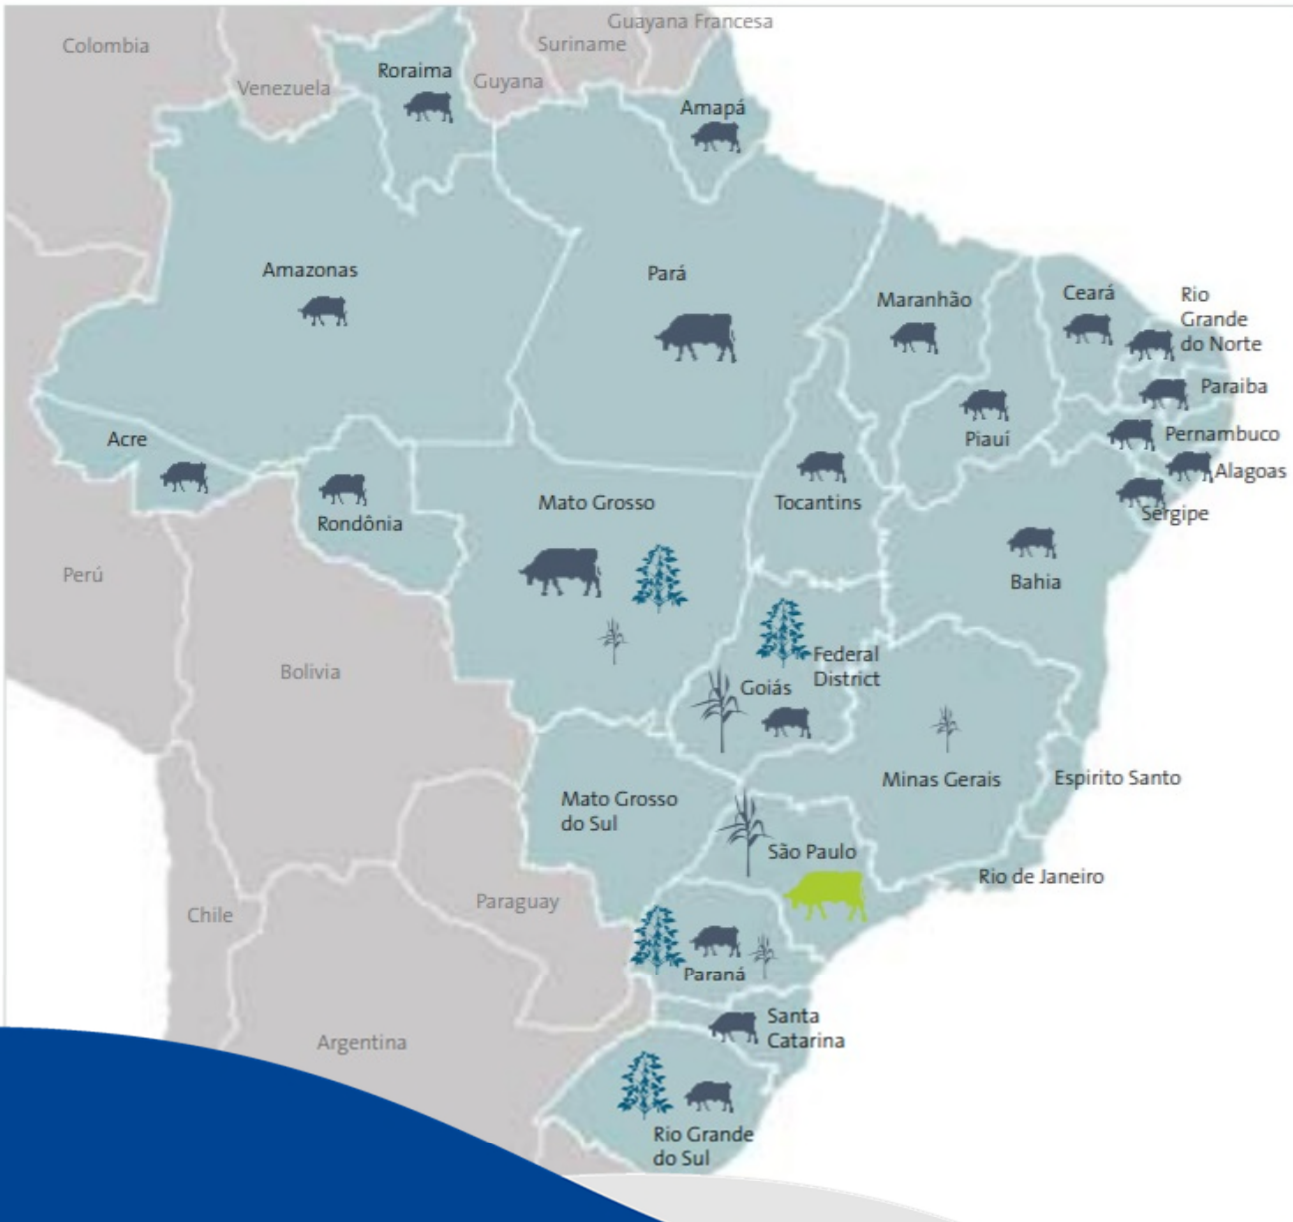 Guayana Francesa
Colombia
Suriname
Roraima
Venezuela
Guyana
Amapá
Amazonas
Pará
Maranhão
Ceará
Rio
Grande
do Norte
Paraiba
Acre
Piauí
Pernambuco
Alagoas
Mato Grosso
Tocantins
Sergipe
Rondônia
Perú
Bahia
Federal
District
Bolivia
Goiás
Minas Gerais
Espirito Santo
Mato Grosso
do Sul
São Paulo
Rio de Janeiro
Chile
Paraguay
Paraná
Santa
Catarina
Argentina
Rio Grande
do Sul